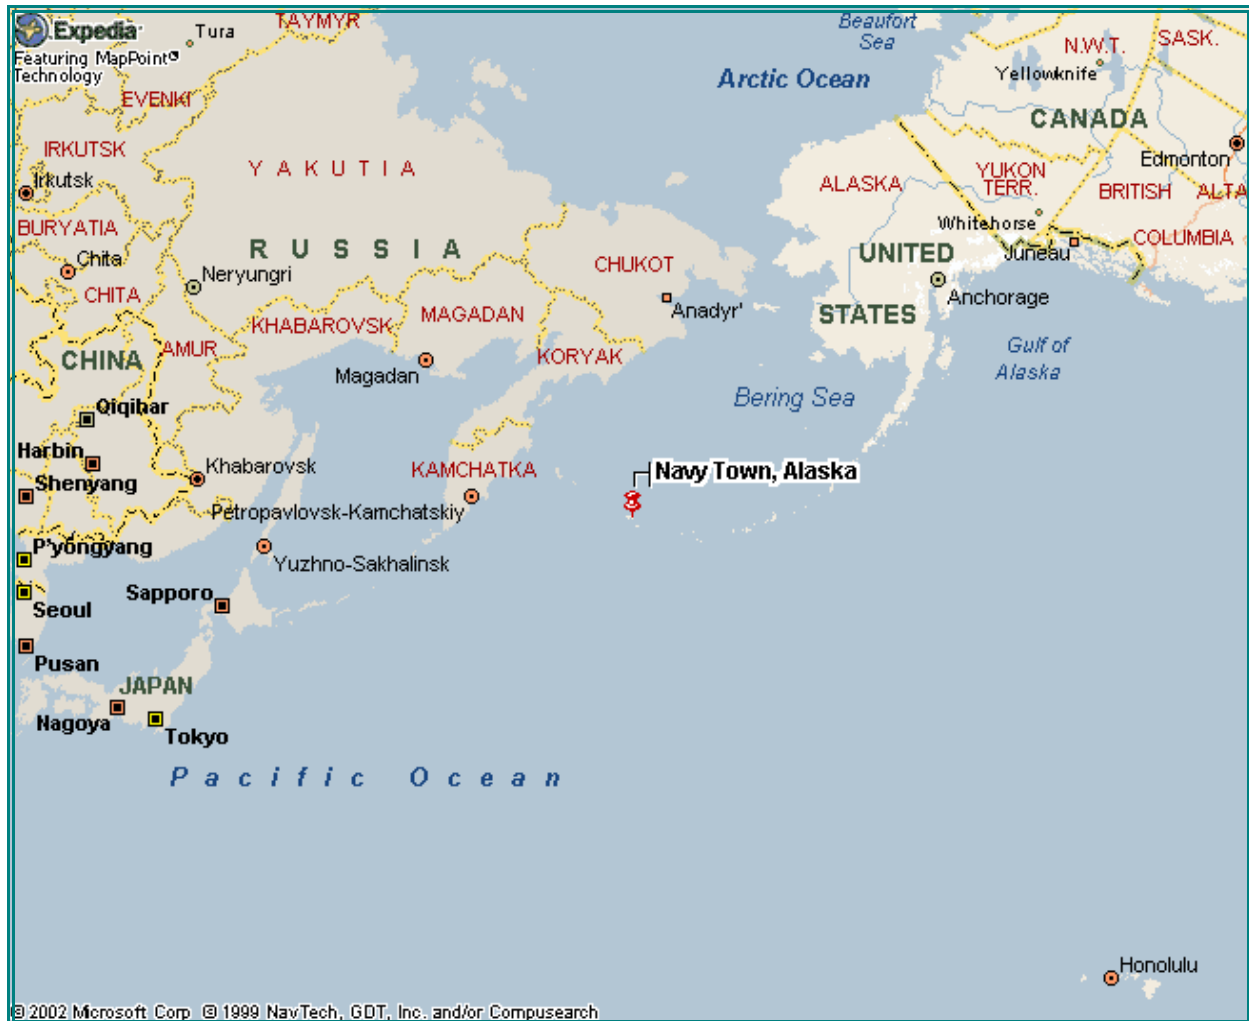 Expedia
Featuring MapPoint®
Technology
Tura
TAYMYR
Beaufort
Sea
N.W.T.
SASK.
Yellowknife
Arctic Ocean
EVENKI
CANADA
IRKUTSK
Irkutsk
YAKUTIA
Edmonton
ALASKA
YUKON
TERR.
BRITISH
ALTA
BURYATIA
Whitehorse
COLUMBIA
Chita
RUSSIA
UNITED
Juneau
Neryungri
CHUKOT
CHITA
Anadyr'
Anchorage
KHABAROVSK
MAGADAN
STATES
CHINA
AMUR
KORYAK
Gulf of
Alaska
Magadan
Bering Sea
Qiqihar
Harbin
Khabarovsk
KAMCHATKA
Navy Town, Alaska
Shenyang
Petropavlovsk-Kamchatskiy
P'yongyang
Yuzhno-Sakhalinsk
Sapporo
Seoul
Pusan
JAPAN
Nagoya
Tokyo
Pacific Ocean
Honolulu
© 2002 Microsoft Corp © 1999 NavTech, GDT, Inc. and/or Compusearch